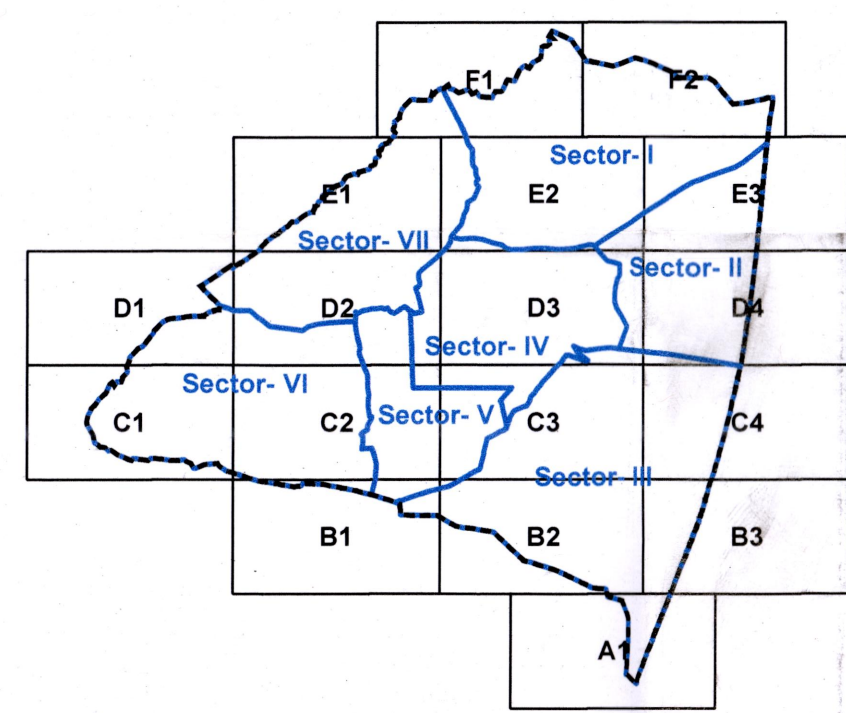 F1 F2
Sector- I
E1 E2 E3
Sector- VII
Sector- II
D1 D2 D3 D4
Sector- IV
Sector- VI
Sector- V
C1 C2 C3 C4
Sector- III
B1 B2 B3
A1